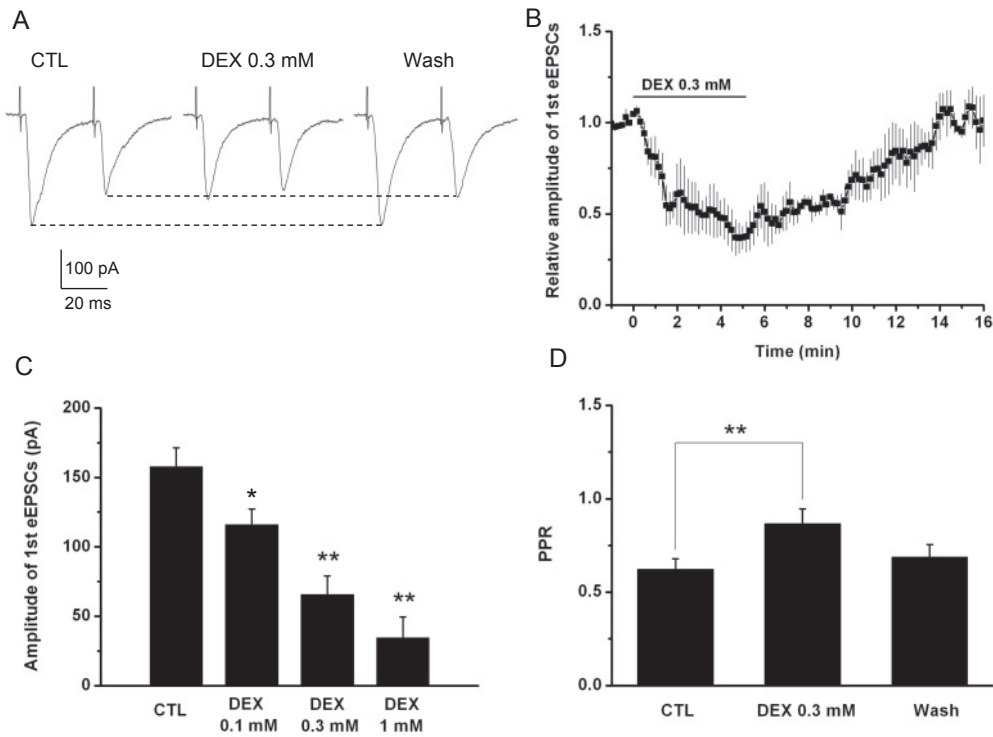 A
CTL DEX 0.3 mM Wash
100 pA
20 ms
B
Relative amplitude of 1st eEPSCs
1.5
1.0
0.5
0.0
DEX 0.3 mM
0 2 4 6 8 10 12 14 16
Time (min)
C
Amplitude of 1st eEPSCs (pA)
200
150
100
50
0
*
**
**
CTL DEX 0.1 mM DEX 0.3 mM DEX 1 mM
D
PPR
1.5
1.0
0.5
0.0
**
CTL DEX 0.3 mM Wash